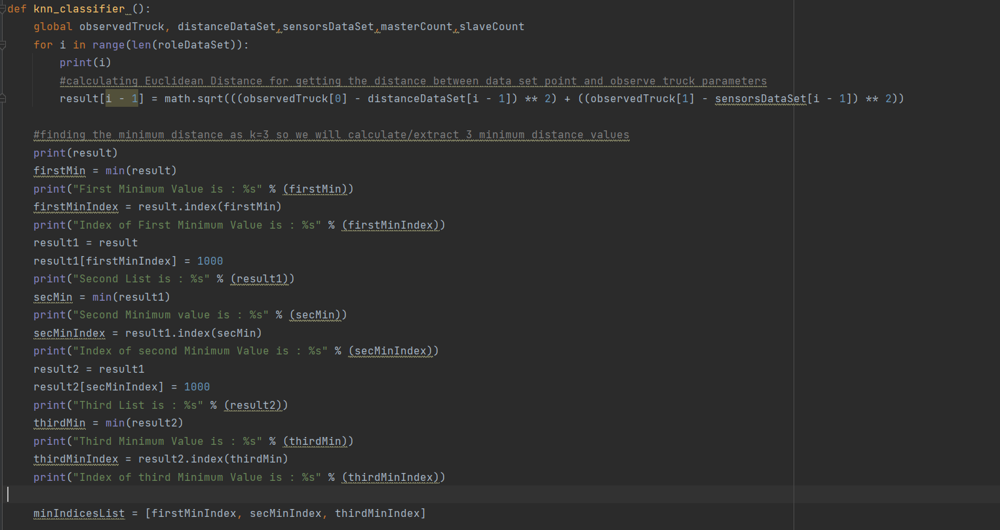 def knn_classifier ():
    global observedTruck, distanceDataSet,sensorsDataSet,masterCount,slaveCount
    for i in range(len(roleDataSet)):
        print(i)
        #calculating Euclidean Distance for getting the distance between data set point and observe truck parameters
        result[i - 1] = math.sqrt(((observedTruck[0] - distanceDataSet[i - 1]) ** 2) + ((observedTruck[1] - sensorsDataSet[i - 1]) ** 2))

    #finding the minimum distance as k=3 so we will calculate/extract 3 minimum distance values
    print(result)
    firstMin = min(result)
    print("First Minimum Value is : %s" % (firstMin))
    firstMinIndex = result.index(firstMin)
    print("Index of First Minimum Value is : %s" % (firstMinIndex))
    result1 = result
    result1[firstMinIndex] = 1000
    print("Second List is : %s" % (result1))
    secMin = min(result1)
    print("Second Minimum value is : %s" % (secMin))
    secMinIndex = result1.index(secMin)
    print("Index of second Minimum Value is : %s" % (secMinIndex))
    result2 = result1
    result2[secMinIndex] = 1000
    print("Third List is : %s" % (result2))
    thirdMin = min(result2)
    print("Third Minimum Value is : %s" % (thirdMin))
    thirdMinIndex = result2.index(thirdMin)
    print("Index of third Minimum Value is : %s" % (thirdMinIndex))

    minIndicesList = [firstMinIndex, secMinIndex, thirdMinIndex]